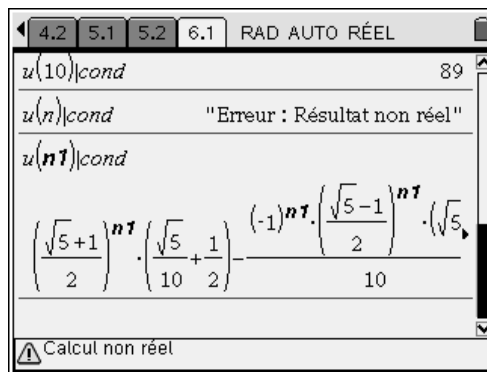 4.2 5.1 5.2 6.1 RAD AUTO RÉEL
u(10)|cond 89
u(n)|cond "Erreur : Résultat non réel"
u(n1)|cond
((√5+1)/2)^n1·(√5/10+1/2)-((-1)^n1·((√5-1)/2)^n1·(√5)/10
Calcul non réel